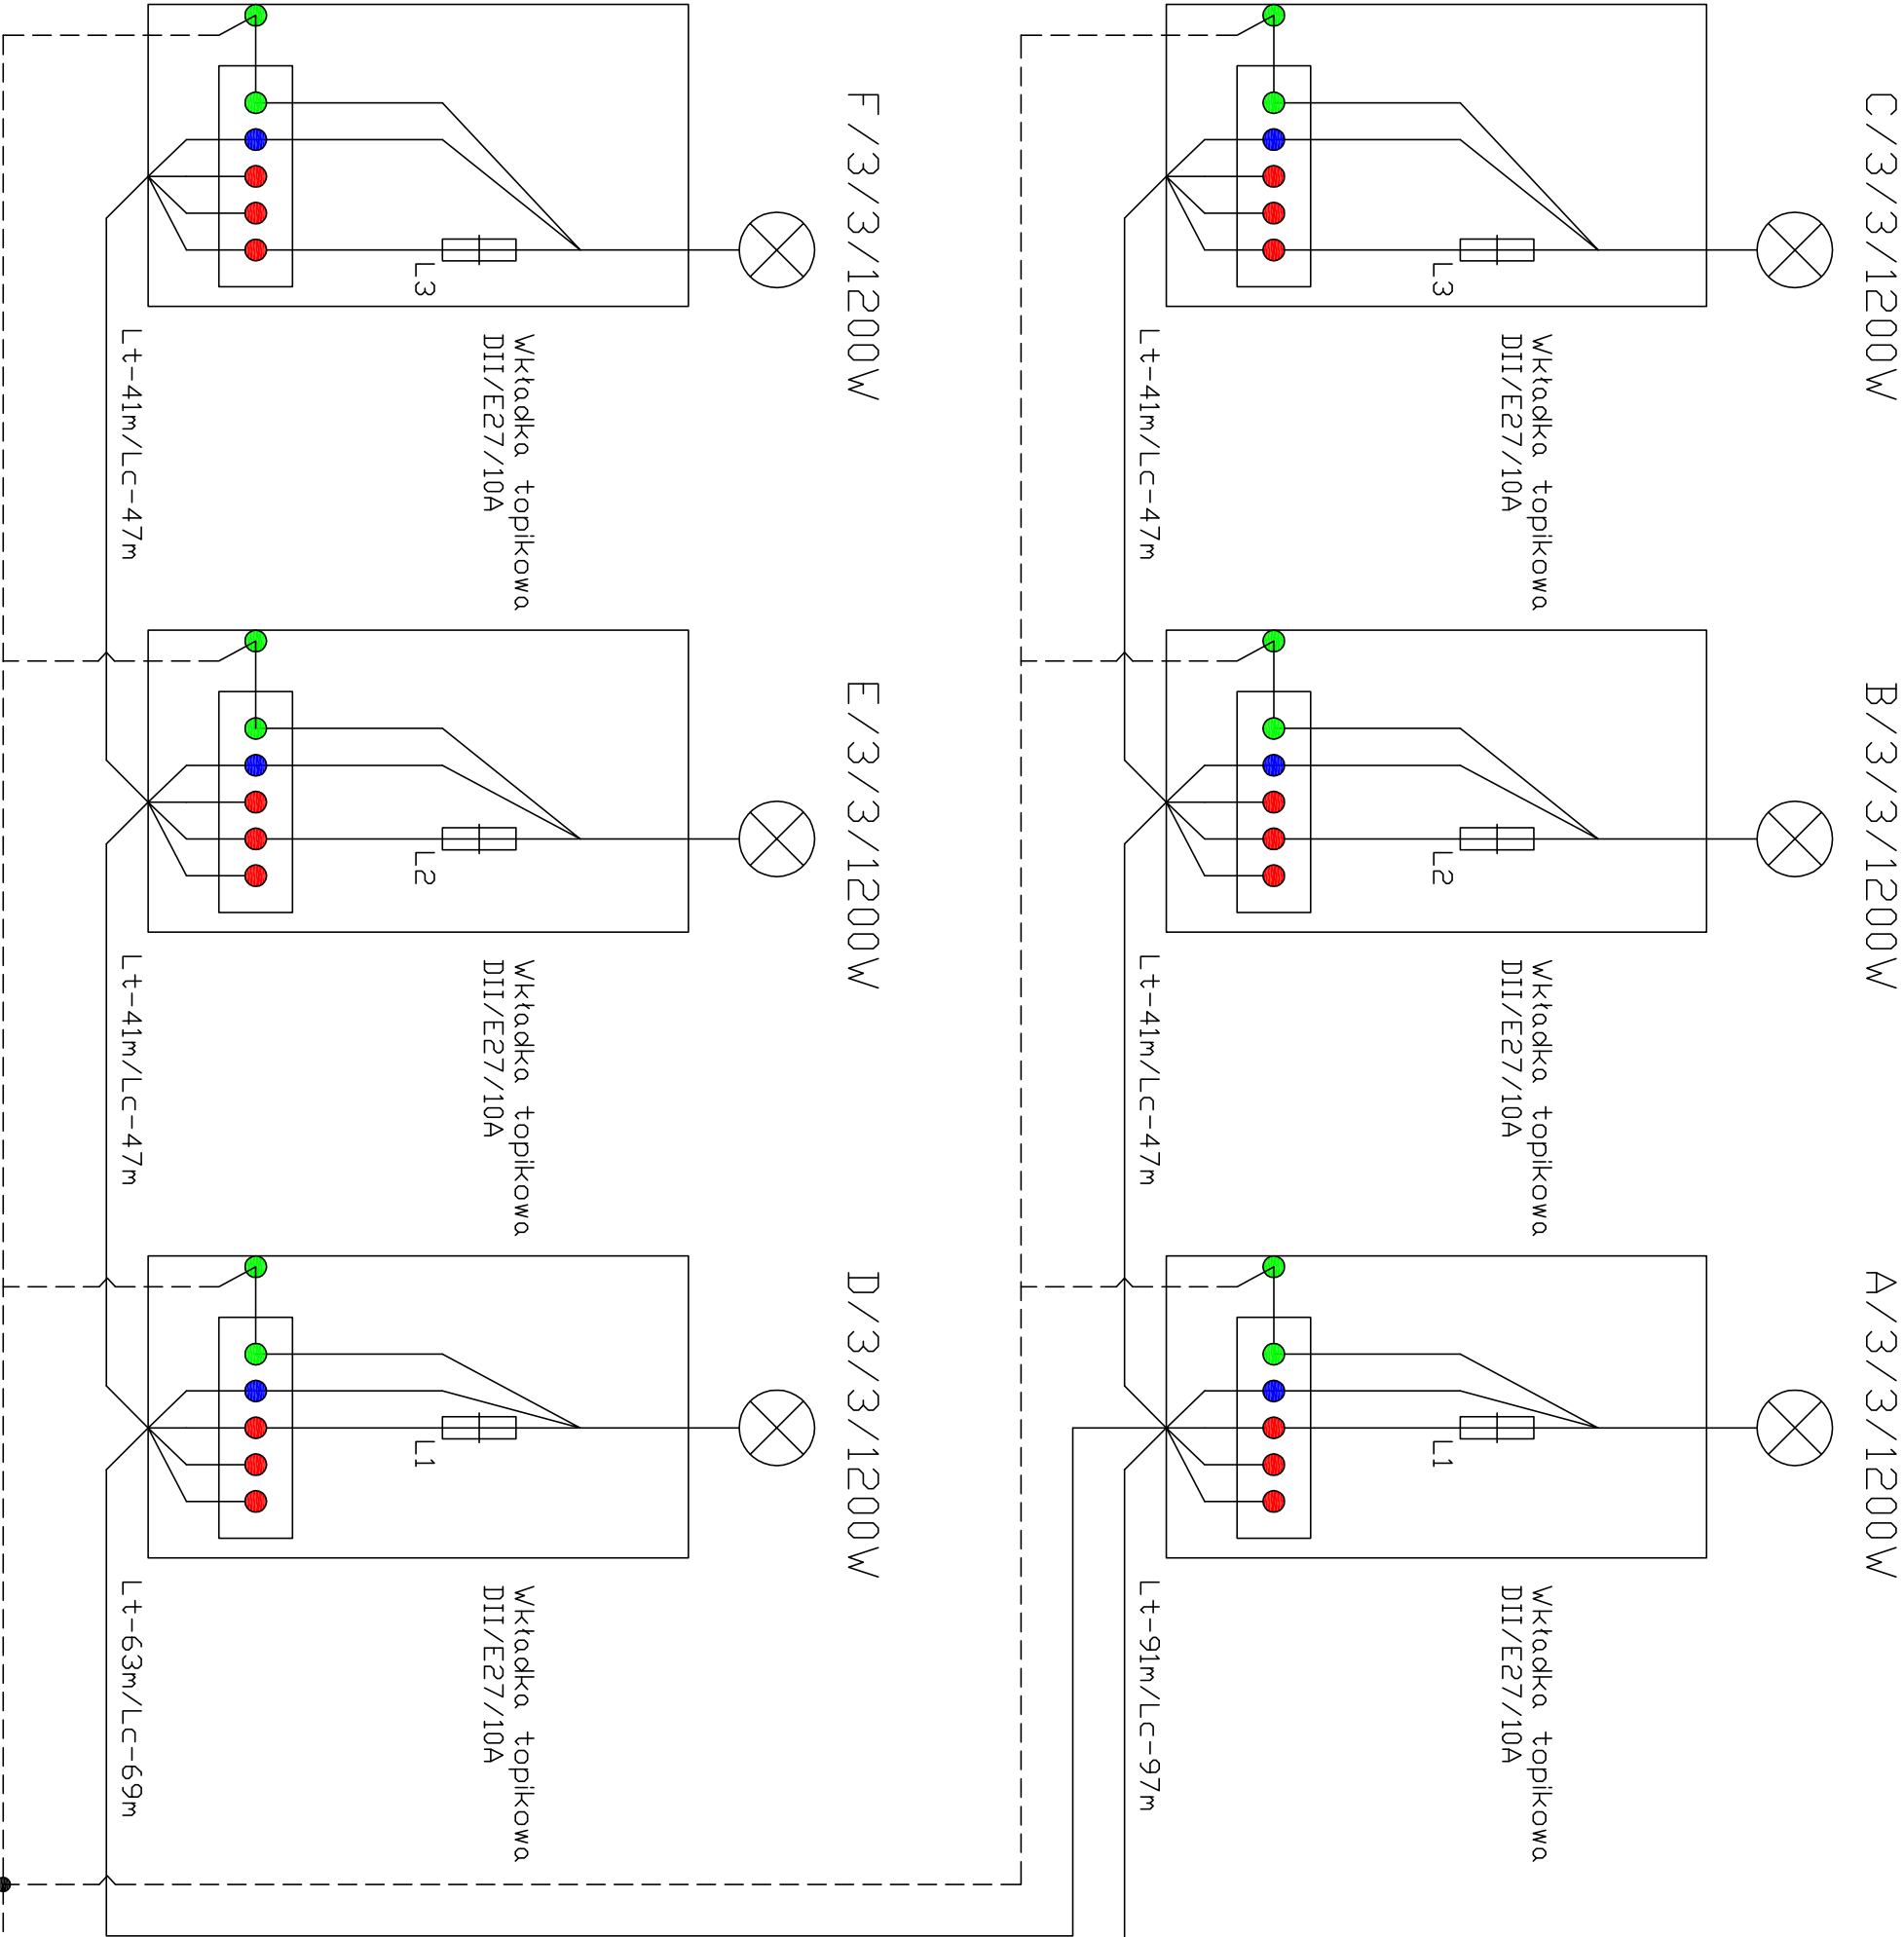 C/3/3/1200W
B/3/3/1200W
A/3/3/1200W
L3
L2
L1
Wkładka topikowa
DII/E27/10A
Wkładka topikowa
DII/E27/10A
Wkładka topikowa
DII/E27/10A
Lt-41m/Lc-47m
Lt-41m/Lc-47m
Lt-91m/Lc-97m
F/3/3/1200W
E/3/3/1200W
D/3/3/1200W
L3
L2
L1
Wkładka topikowa
DII/E27/10A
Wkładka topikowa
DII/E27/10A
Wkładka topikowa
DII/E27/10A
Lt-41m/Lc-47m
Lt-41m/Lc-47m
Lt-63m/Lc-69m